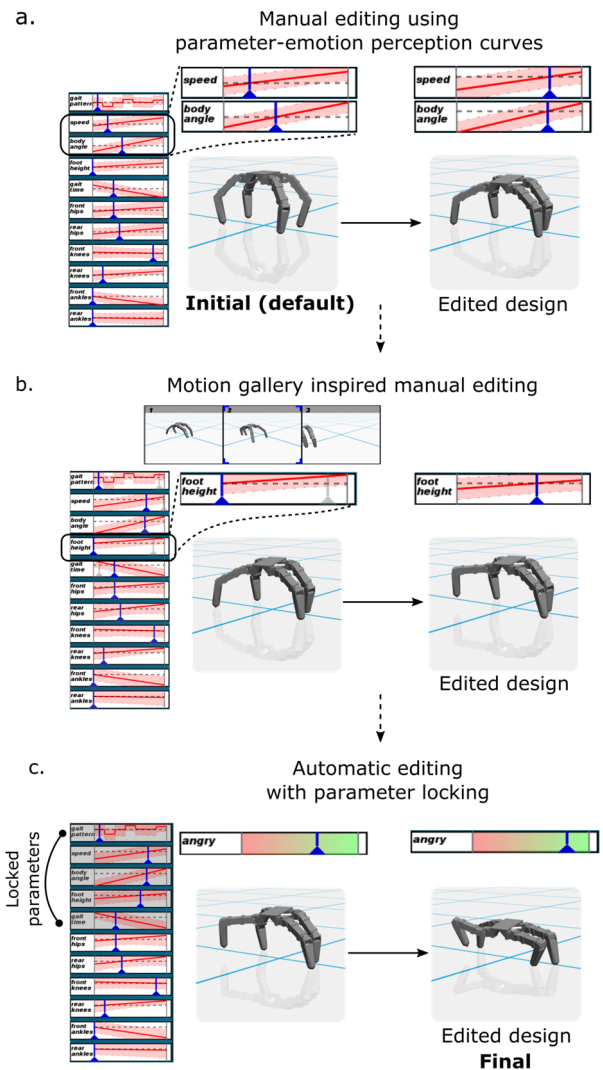 a.
Manual editing using
parameter-emotion perception curves
speed
body
angle
speed
body
angle
gait
pattern
speed
body
angle
foot
height
gait
time
front
hips
rear
hips
front
knees
rear
knees
front
ankles
rear
ankles
Initial (default)
Edited design
b.
Motion gallery inspired manual editing
1
2
3
foot
height
foot
height
gait
pattern
speed
body
angle
foot
height
gait
time
front
hips
rear
hips
front
knees
rear
knees
front
ankles
rear
ankles
Edited design
c.
Automatic editing
with parameter locking
angry
angry
Locked
parameters
gait
pattern
speed
body
angle
foot
height
gait
time
front
hips
rear
hips
front
knees
rear
knees
front
ankles
rear
ankles
Edited design
Final